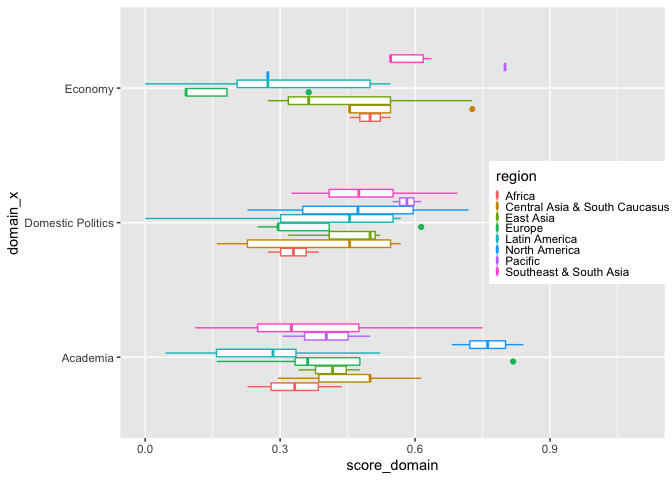 Economy
Domestic Politics
Academia
domain_x
0.0
0.3
0.6
0.9
score_domain
region
Africa
Central Asia & South Caucasus
East Asia
Europe
Latin America
North America
Pacific
Southeast & South Asia